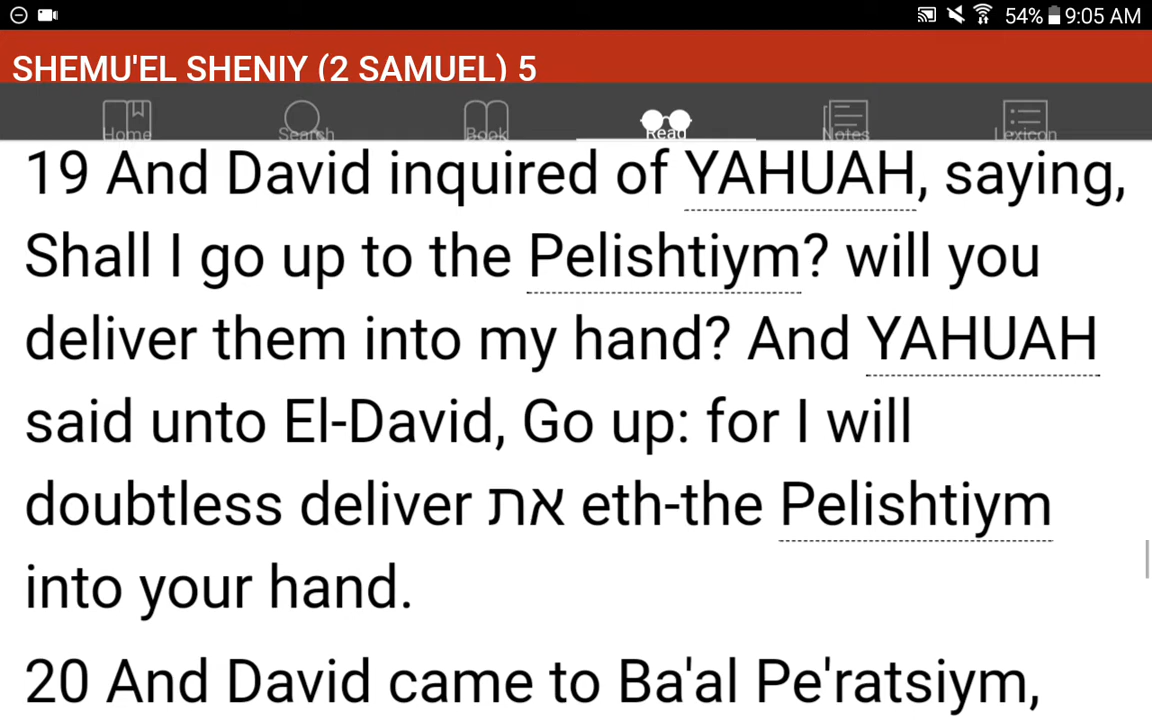 54% 9:05 AM
SHEMU'EL SHENIY (2 SAMUEL) 5
Home Search Book Read Notes Lexicon
19 And David inquired of YAHUAH, saying,
Shall I go up to the Pelishtiym? will you
deliver them into my hand? And YAHUAH
said unto El-David, Go up: for I will
doubtless deliver את eth-the Pelishtiym
into your hand.
20 And David came to Ba'al Pe'ratsiym,